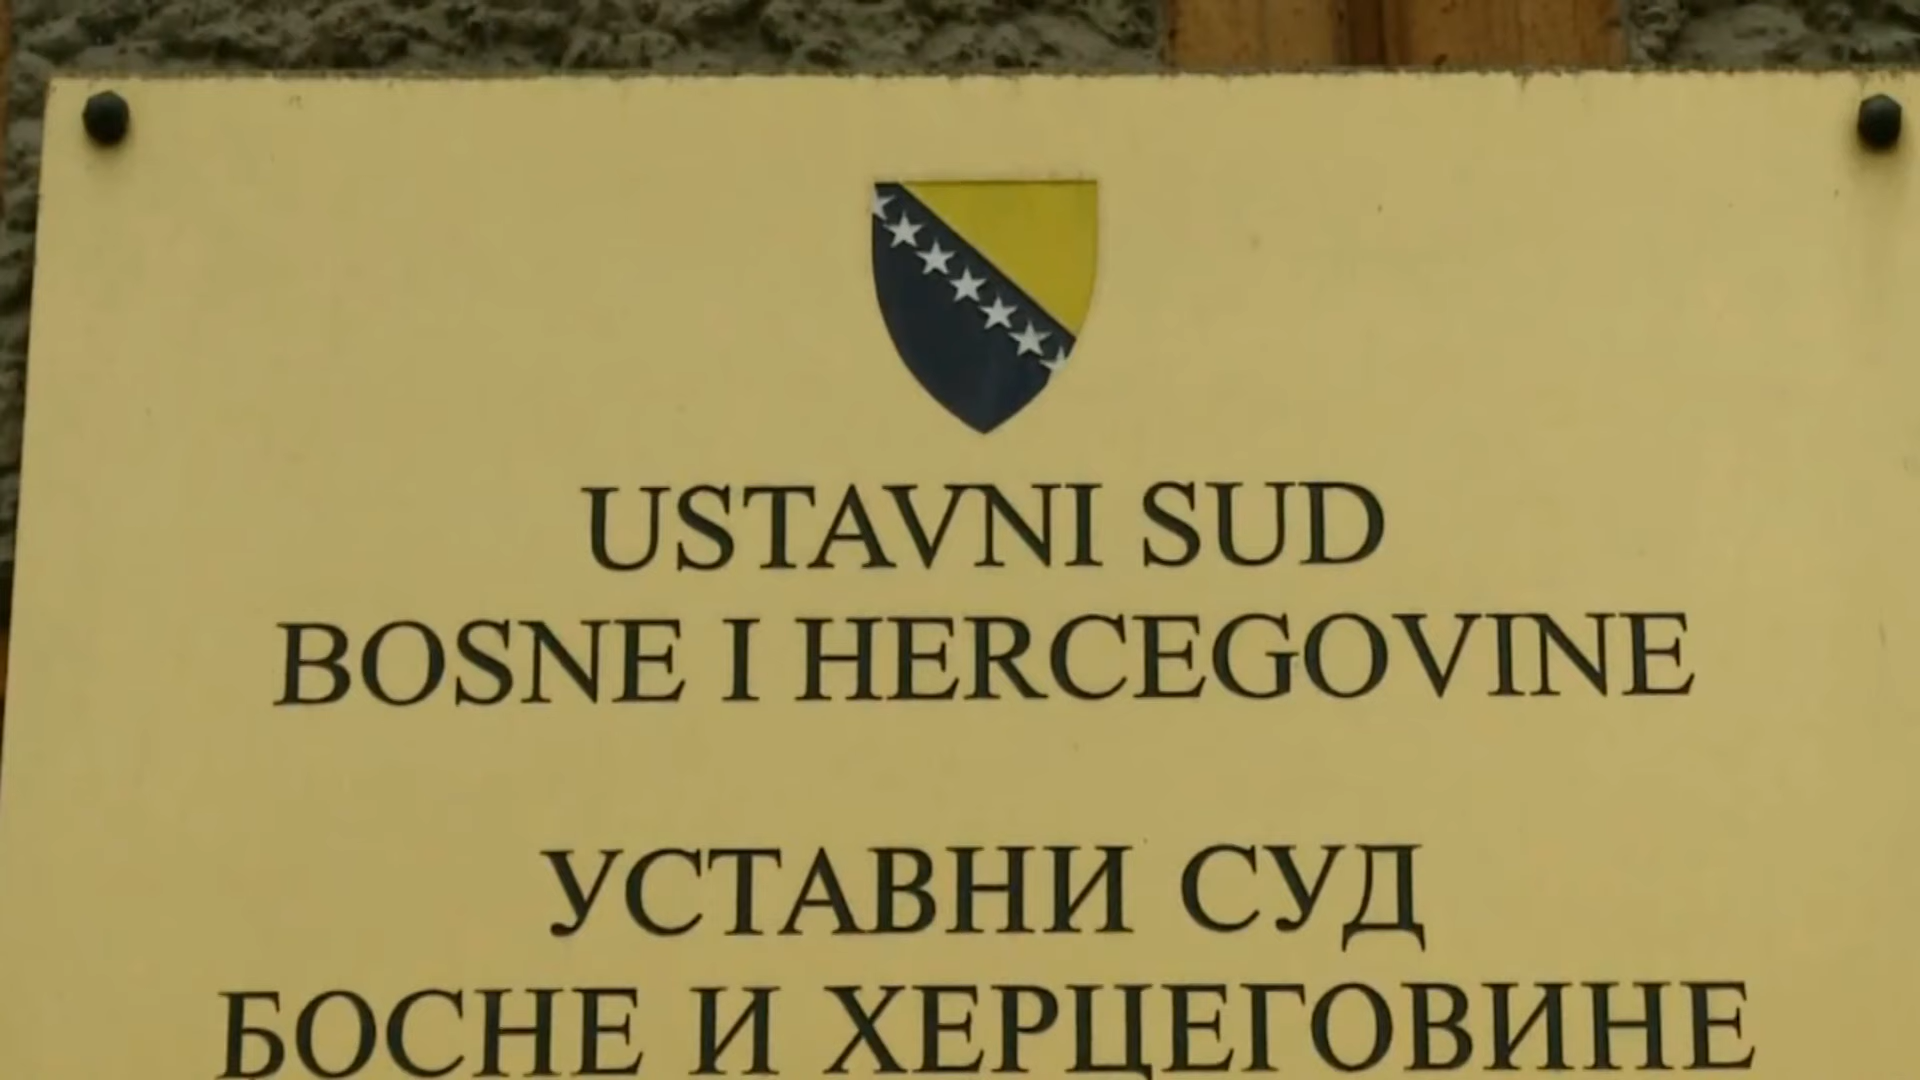 USTAVNI SUD
BOSNE I HERCEGOVINE
УСТАВНИ СУД
БОСНЕ И ХЕРЦЕГОВИНЕ